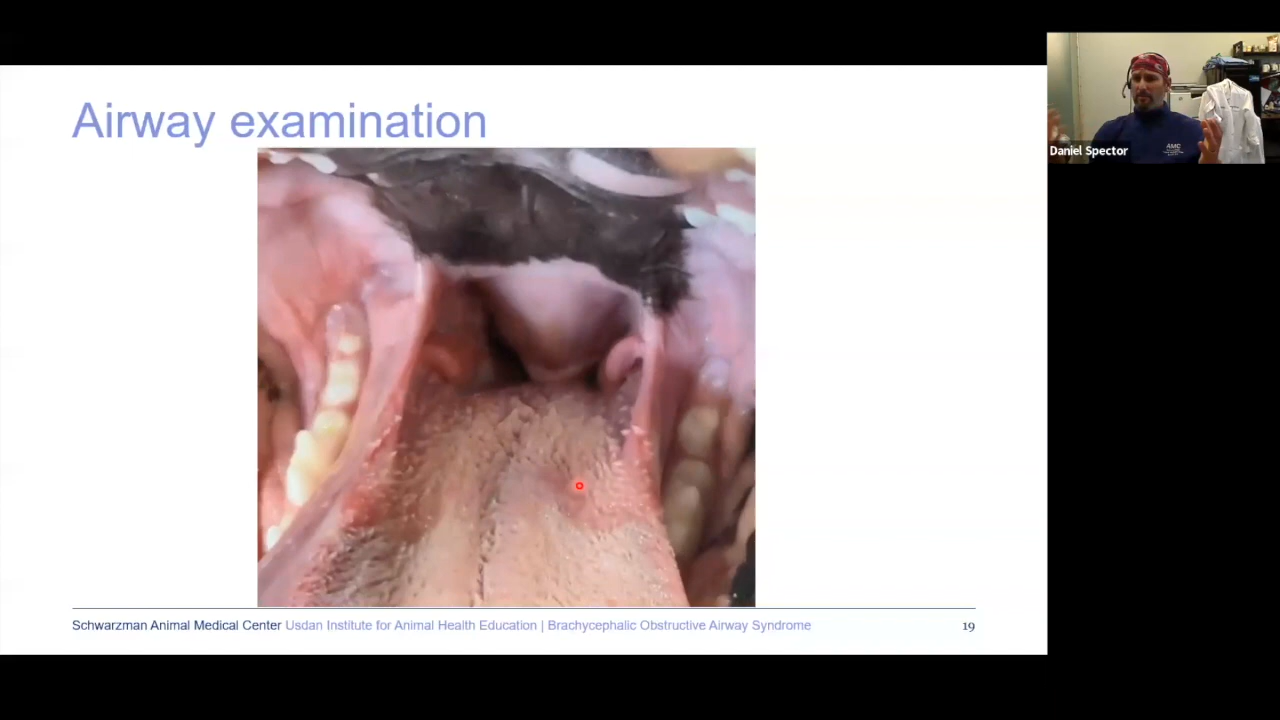 Airway examination
Daniel Spector
AMC
Schwarzman Animal Medical Center Usdan Institute for Animal Health Education | Brachycephalic Obstructive Airway Syndrome
19